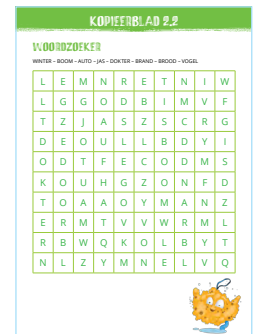 KOPIEERBLAD 2.2
WOORDZOEKER
WINTER – BOOM – AUTO – JAS – DOKTER – BRAND – BROOD – VOGEL
L E M N R E T N I W
L G G O D B I M V F
T Z J A S Z S C R G
D E O U L L B D Y I
O D T F E C O D M S
K O U H G Z O N F D
T O A A O Y M A N Z
E R M T V V W R M L
R B W Q K O L B Y T
N L Z Y M N E L V Q